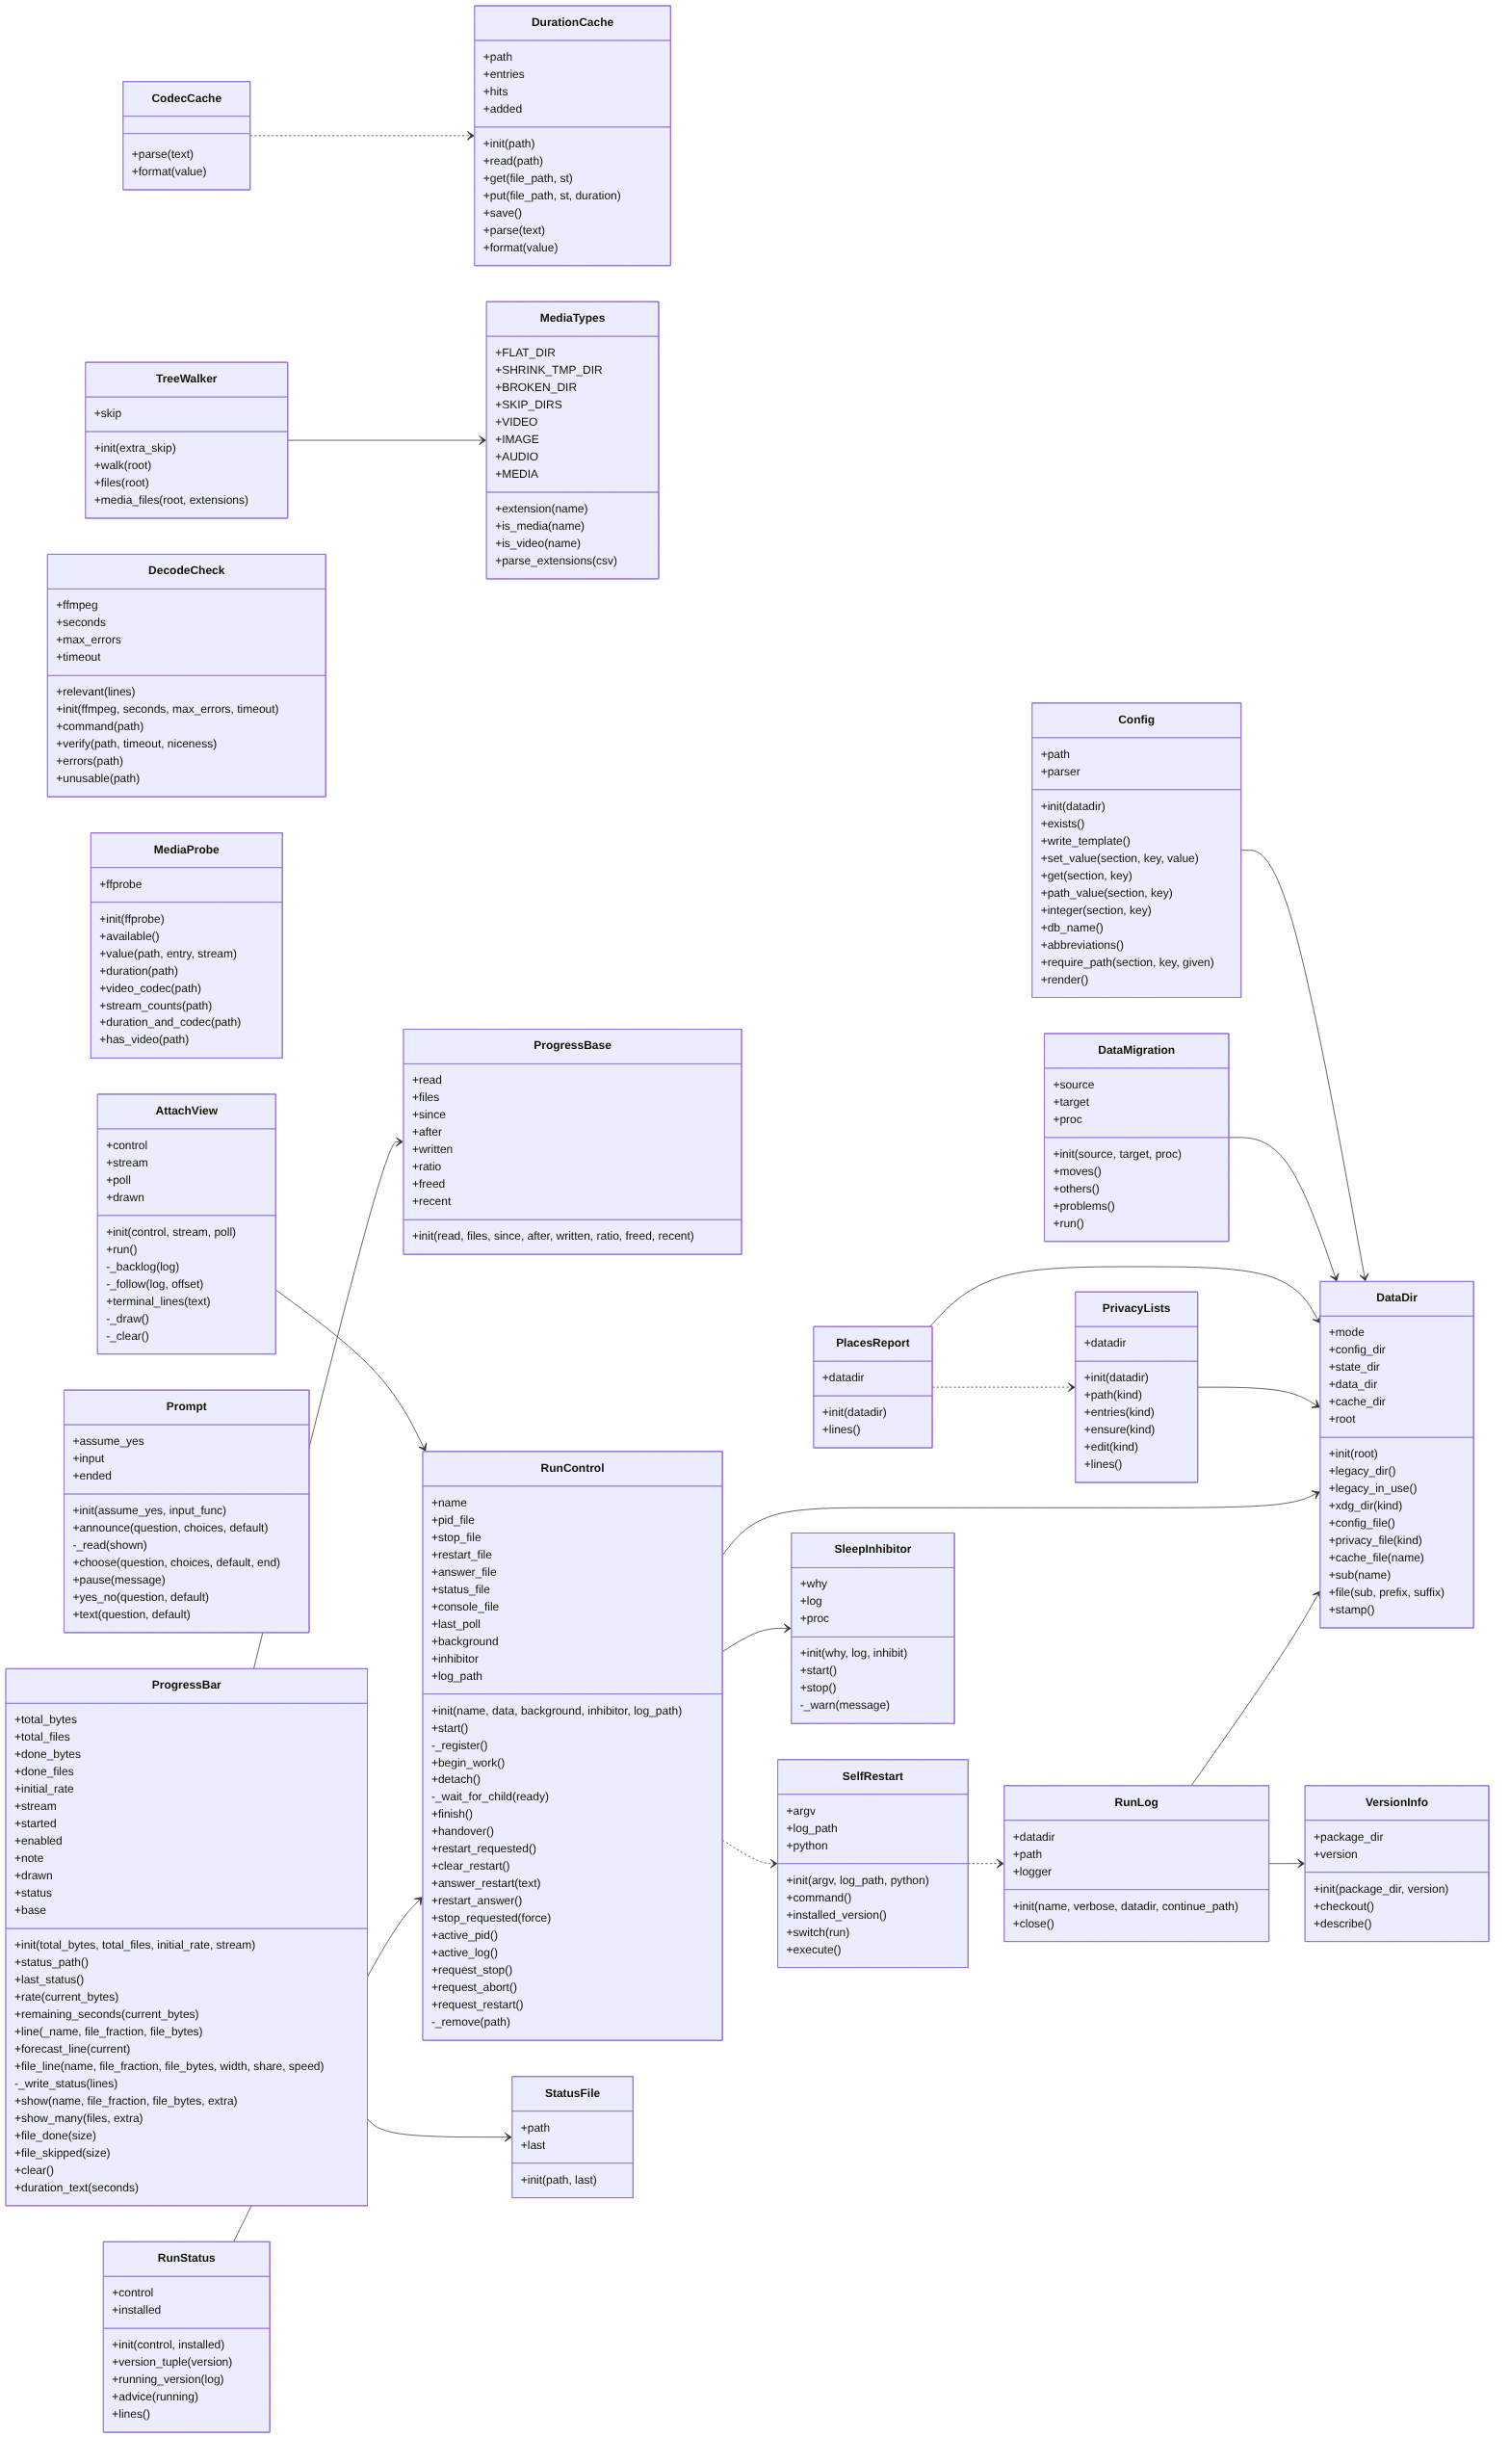 DurationCache
+path
+entries
+hits
+added
+init(path)
+read(path)
+get(file_path, st)
+put(file_path, st, duration)
+save()
+parse(text)
+format(value)
CodecCache
+parse(text)
+format(value)
MediaTypes
+FLAT_DIR
+SHRINK_TMP_DIR
+BROKEN_DIR
+SKIP_DIRS
+VIDEO
+IMAGE
+AUDIO
+MEDIA
+extension(name)
+is_media(name)
+is_video(name)
+parse_extensions(csv)
TreeWalker
+skip
+init(extra_skip)
+walk(root)
+files(root)
+media_files(root, extensions)
DecodeCheck
+ffmpeg
+seconds
+max_errors
+timeout
+relevant(lines)
+init(ffmpeg, seconds, max_errors, timeout)
+command(path)
+verify(path, timeout, niceness)
+errors(path)
+unusable(path)
Config
+path
+parser
+init(datadir)
+exists()
+write_template()
+set_value(section, key, value)
+get(section, key)
+path_value(section, key)
+integer(section, key)
+db_name()
+abbreviations()
+require_path(section, key, given)
+render()
MediaProbe
+ffprobe
+init(ffprobe)
+available()
+value(path, entry, stream)
+duration(path)
+video_codec(path)
+stream_counts(path)
+duration_and_codec(path)
+has_video(path)
ProgressBase
+read
+files
+since
+after
+written
+ratio
+freed
+recent
+init(read, files, since, after, written, ratio, freed, recent)
DataMigration
+source
+target
+proc
+init(source, target, proc)
+moves()
+others()
+problems()
+run()
AttachView
+control
+stream
+poll
+drawn
+init(control, stream, poll)
+run()
-_backlog(log)
-_follow(log, offset)
+terminal_lines(text)
-_draw()
-_clear()
DataDir
+mode
+config_dir
+state_dir
+data_dir
+cache_dir
+root
+init(root)
+legacy_dir()
+legacy_in_use()
+xdg_dir(kind)
+config_file()
+privacy_file(kind)
+cache_file(name)
+sub(name)
+file(sub, prefix, suffix)
+stamp()
PrivacyLists
+datadir
+init(datadir)
+path(kind)
+entries(kind)
+ensure(kind)
+edit(kind)
+lines()
PlacesReport
+datadir
+init(datadir)
+lines()
Prompt
+assume_yes
+input
+ended
+init(assume_yes, input_func)
+announce(question, choices, default)
-_read(shown)
+choose(question, choices, default, end)
+pause(message)
+yes_no(question, default)
+text(question, default)
RunControl
+name
+pid_file
+stop_file
+restart_file
+answer_file
+status_file
+console_file
+last_poll
+background
+inhibitor
+log_path
+init(name, data, background, inhibitor, log_path)
+start()
-_register()
+begin_work()
+detach()
-_wait_for_child(ready)
+finish()
+handover()
+restart_requested()
+clear_restart()
+answer_restart(text)
+restart_answer()
+stop_requested(force)
+active_pid()
+active_log()
+request_stop()
+request_abort()
+request_restart()
-_remove(path)
SleepInhibitor
+why
+log
+proc
+init(why, log, inhibit)
+start()
+stop()
-_warn(message)
ProgressBar
+total_bytes
+total_files
+done_bytes
+done_files
+initial_rate
+stream
+started
+enabled
+note
+drawn
+status
+base
+init(total_bytes, total_files, initial_rate, stream)
+status_path()
+last_status()
+rate(current_bytes)
+remaining_seconds(current_bytes)
+line(_name, file_fraction, file_bytes)
+forecast_line(current)
+file_line(name, file_fraction, file_bytes, width, share, speed)
-_write_status(lines)
+show(name, file_fraction, file_bytes, extra)
+show_many(files, extra)
+file_done(size)
+file_skipped(size)
+clear()
+duration_text(seconds)
SelfRestart
+argv
+log_path
+python
+init(argv, log_path, python)
+command()
+installed_version()
+switch(run)
+execute()
RunLog
+datadir
+path
+logger
+init(name, verbose, datadir, continue_path)
+close()
VersionInfo
+package_dir
+version
+init(package_dir, version)
+checkout()
+describe()
StatusFile
+path
+last
+init(path, last)
RunStatus
+control
+installed
+init(control, installed)
+version_tuple(version)
+running_version(log)
+advice(running)
+lines()